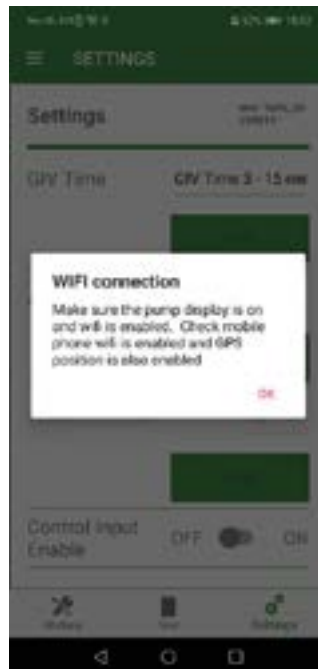 SETTINGS
Settings
GIV Time
GIV Time 3 - 15 min
WIFI connection
Make sure the pump display is on
and wifi is enabled. Check mobile
phone wifi is enabled and GPS
position is also enabled
OK
Control Input
Enable
OFF
ON
Settings